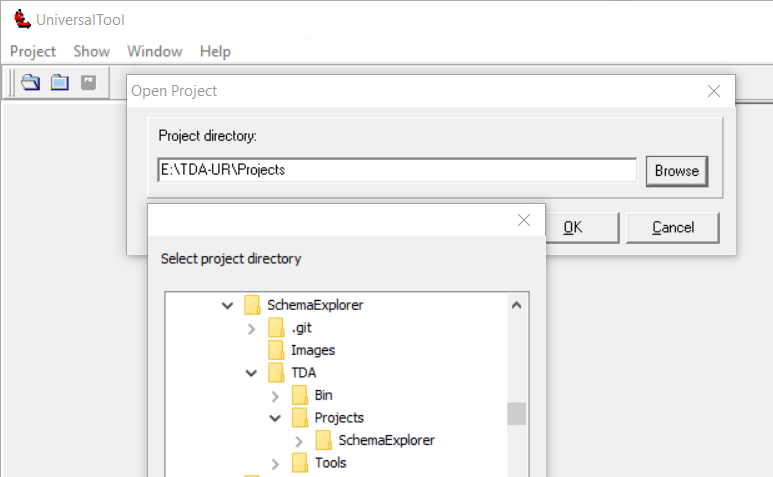 UniversalTool
Project Show Window Help
Open Project
Project directory:
E:\TDA-UR\Projects
Browse
OK
Cancel
Select project directory
SchemaExplorer
.git
Images
TDA
Bin
Projects
SchemaExplorer
Tools